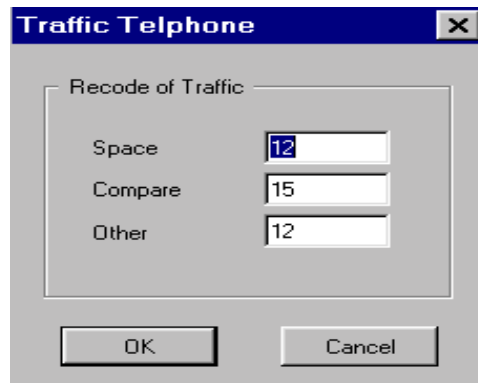 Traffic Telphone
Recode of Traffic
Space 12
Compare 15
Other 12
OK Cancel